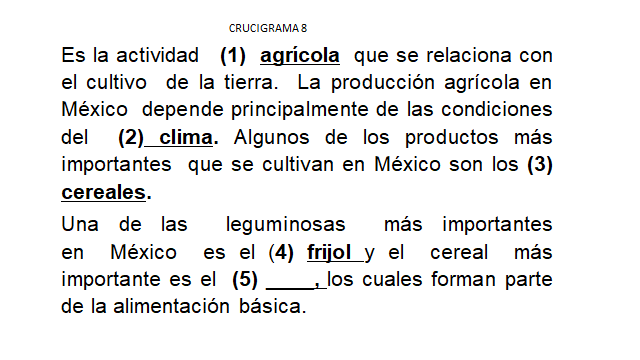 CRUCIGRAMA 8
Es la actividad (1) agrícola que se relaciona con
el cultivo de la tierra. La producción agrícola en
México depende principalmente de las condiciones
del (2) clima. Algunos de los productos más
importantes que se cultivan en México son los (3)
cereales.
Una de las leguminosas más importantes
en México es el (4) frijol y el cereal más
importante es el (5) ____, los cuales forman parte
de la alimentación básica.